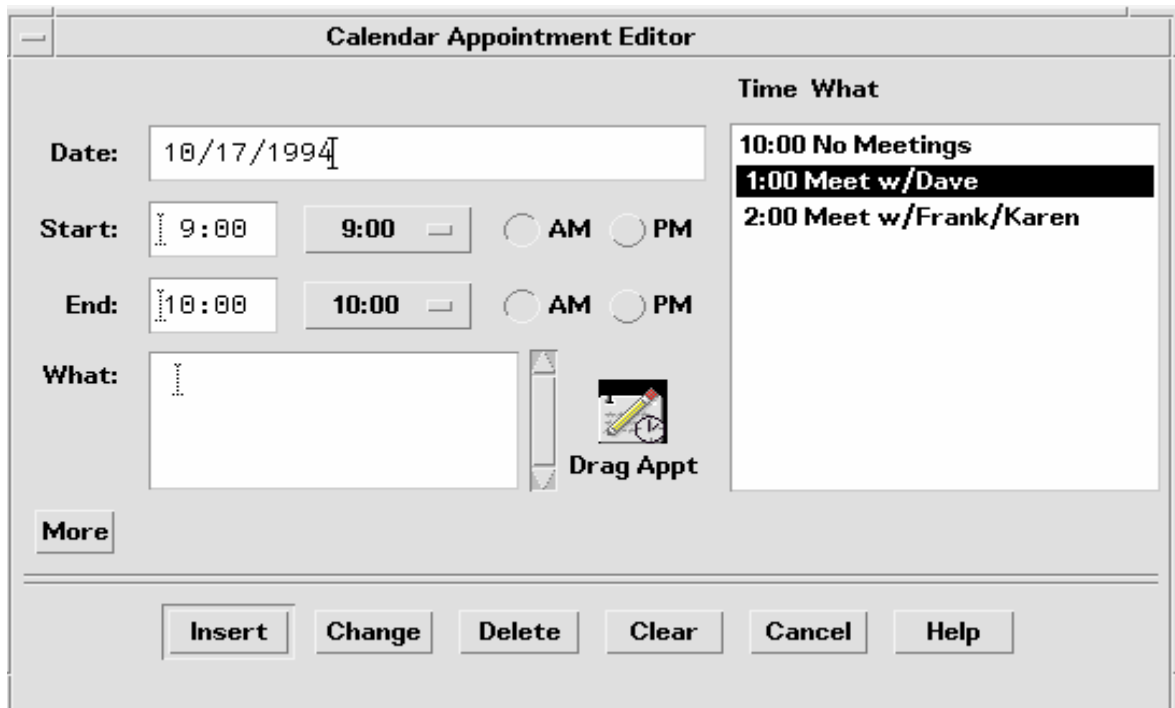 Calendar Appointment Editor
Time What
Date: 10/17/1994
10:00 No Meetings
1:00 Meet w/Dave
2:00 Meet w/Frank/Karen
Start: 9:00 9:00 AM PM
End: 10:00 10:00 AM PM
What:
Drag Appt
More
Insert Change Delete Clear Cancel Help